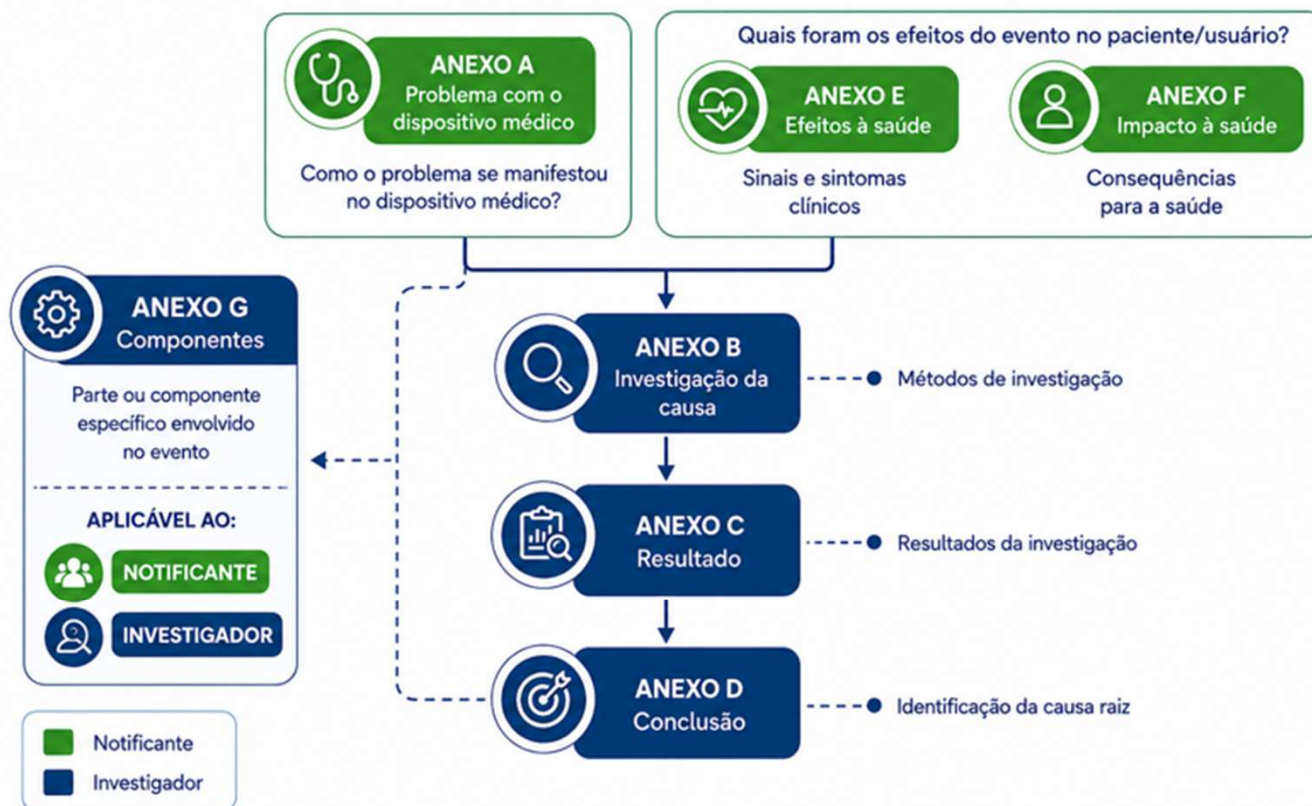 ANEXO A
Problema com o
dispositivo médico
Como o problema se manifestou
no dispositivo médico?
Quais foram os efeitos do evento no paciente/usuário?
ANEXO E
Efeitos à saúde
Sinais e sintomas
clínicos
ANEXO F
Impacto à saúde
Consequências
para a saúde
ANEXO G
Componentes
Parte ou componente
específico envolvido
no evento
APLICÁVEL AO:
NOTIFICANTE
INVESTIGADOR
ANEXO B
Investigação da
causa
Métodos de investigação
ANEXO C
Resultado
Resultados da investigação
ANEXO D
Conclusão
Identificação da causa raiz
Notificante
Investigador